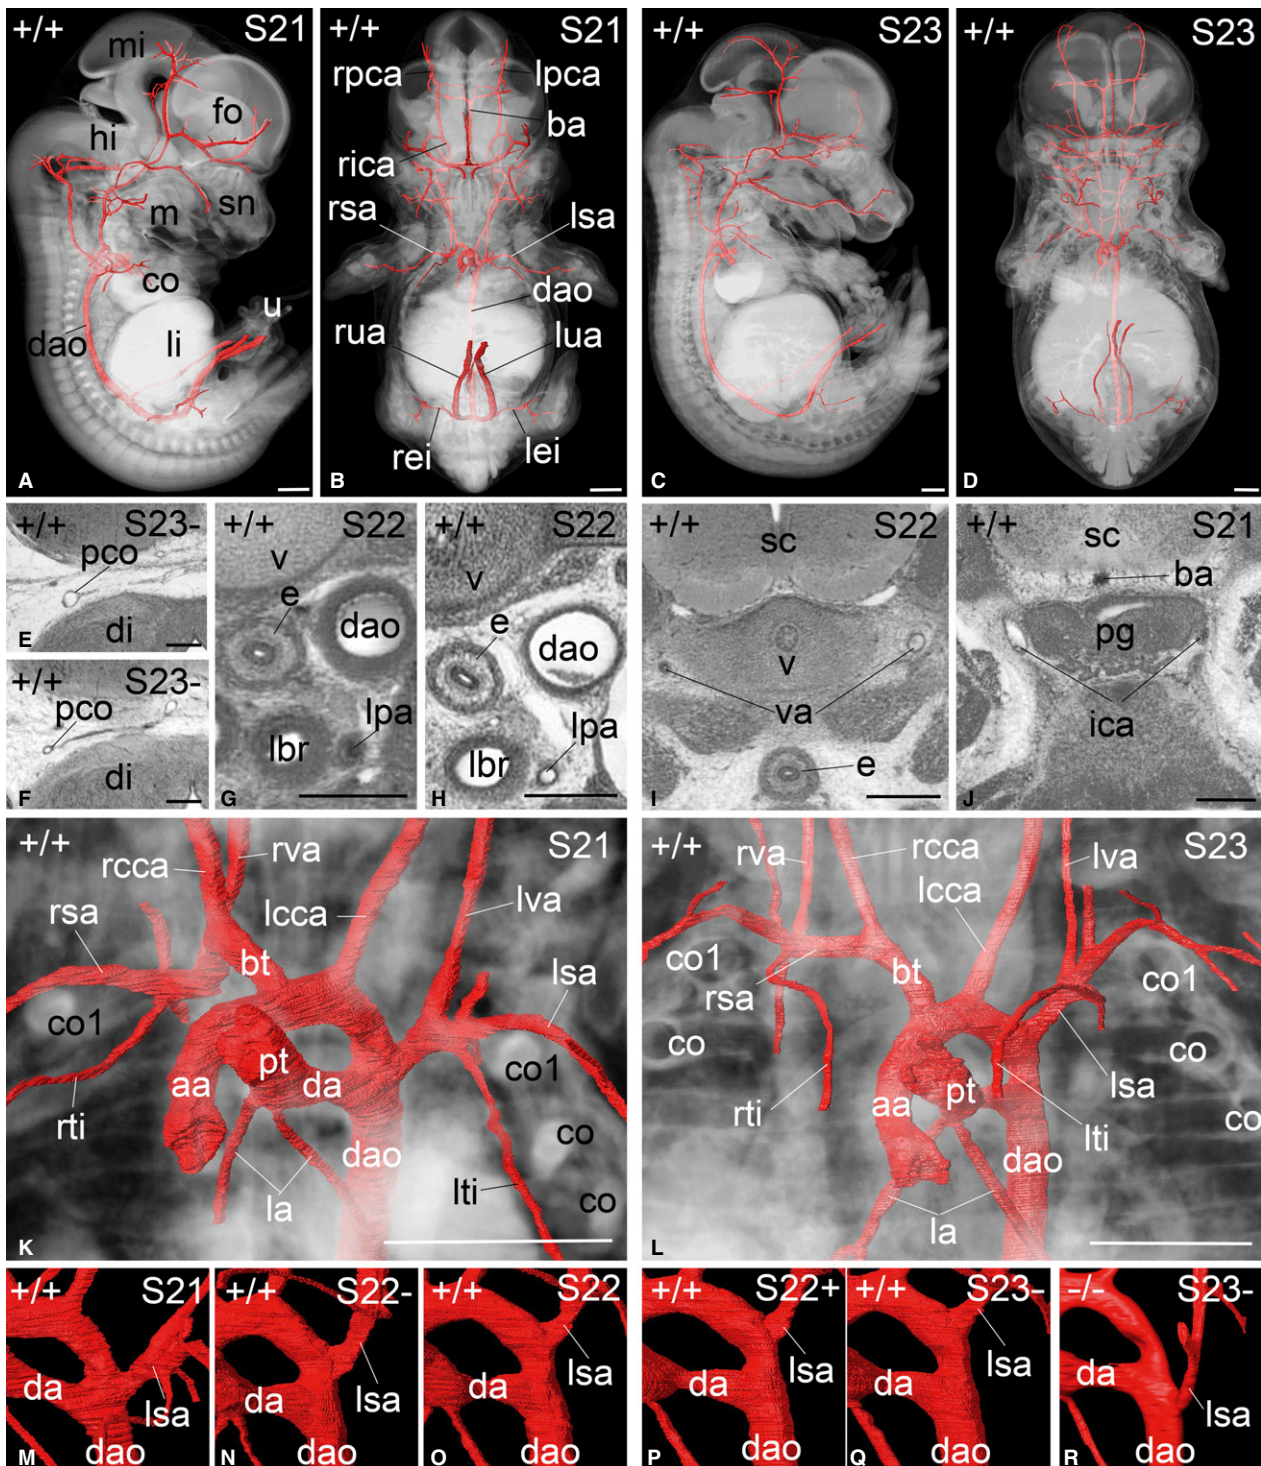 +/+ S21
mi
fo
hi
m
sn
co
u
li
dao
A
+/+ S21
rpca lpca
ba
rica
rsa
lsa
dao
rua lua
rei lei
B
+/+ S23
C
+/+ S23
D
+/+ S23-
pco
di
E
+/+ S23-
pco
di
F
+/+ S22
v
e
dao
lpa
lbr
G
+/+ S22
v
e
dao
lpa
lbr
H
+/+ S22
sc
v
va
e
I
+/+ S21
sc
ba
pg
ica
J
+/+ S21
rcca rva
lcca lva
rsa
bt
lsa
co1
pt
co1
aa da
rti
co
dao
lti
la
co
K
+/+ S23
rva rcca lva
lcca
co1
bt
co1
rsa
co co
pt
lsa
aa
rti lti
co
dao
la
L
+/+ S21
da
lsa
dao
M
+/+ S22-
da
lsa
dao
N
+/+ S22
lsa
da
dao
O
+/+ S22+
lsa
da
dao
P
+/+ S23-
lsa
da
dao
Q
-/- S23-
da
lsa
dao
R